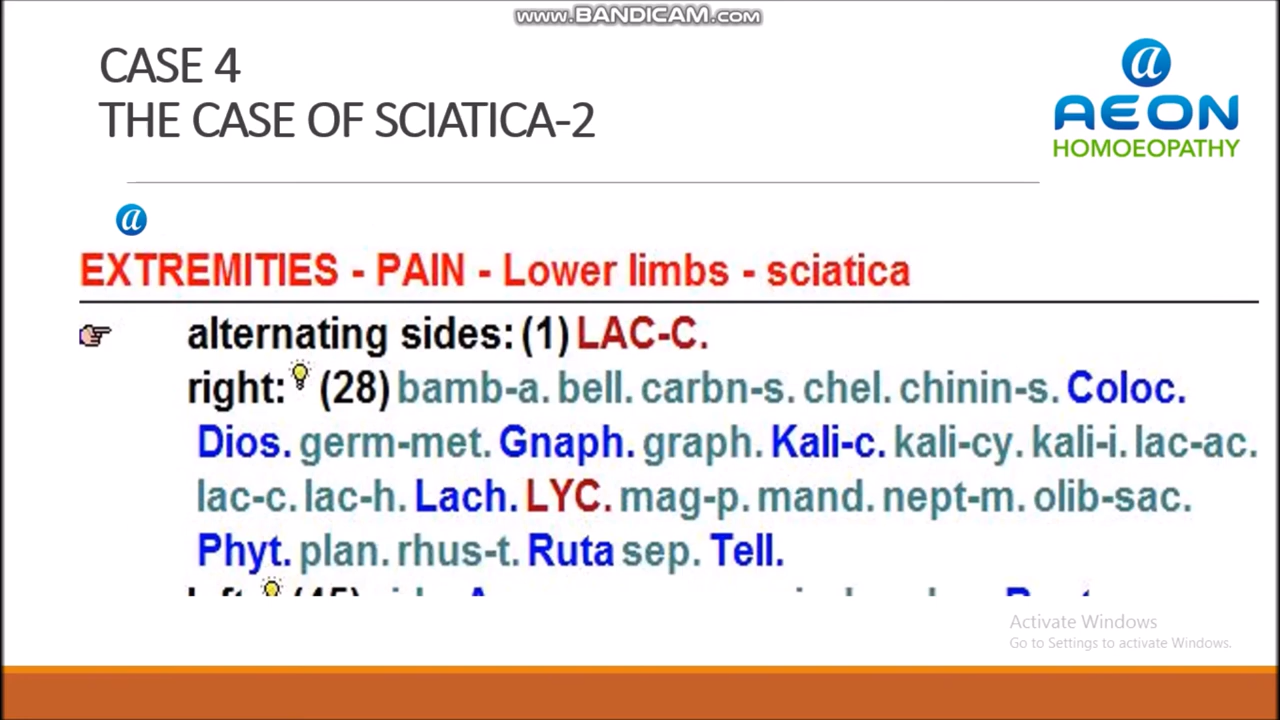 www.BANDICAM.com
CASE 4
THE CASE OF SCIATICA-2
a
AEON
HOMOEOPATHY
a
EXTREMITIES - PAIN - Lower limbs - sciatica
alternating sides: (1) LAC-C.
right: (28) bamb-a. bell. carbn-s. chel. chinin-s. Coloc.
Dios. germ-met. Gnaph. graph. Kali-c. kali-cy. kali-i. lac-ac.
lac-c. lac-h. Lach. LYC. mag-p. mand. nept-m. olib-sac.
Phyt. plan. rhus-t. Ruta sep. Tell.
left: (45)
Activate Windows
Go to Settings to activate Windows.